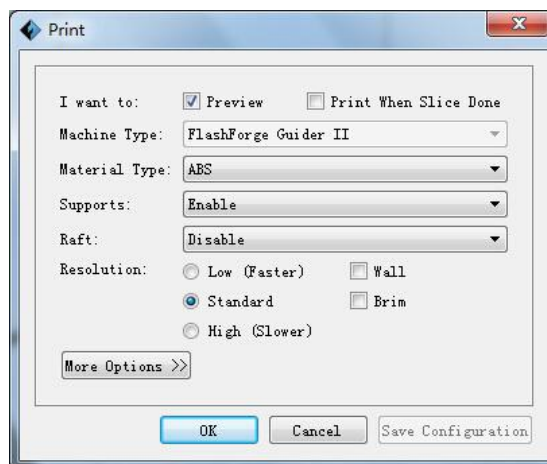 Print
I want to: Preview Print When Slice Done
Machine Type: FlashForge Guider II
Material Type: ABS
Supports: Enable
Raft: Disable
Resolution: Low (Faster) Wall
Standard Brim
High (Slower)
More Options >>
OK Cancel Save Configuration